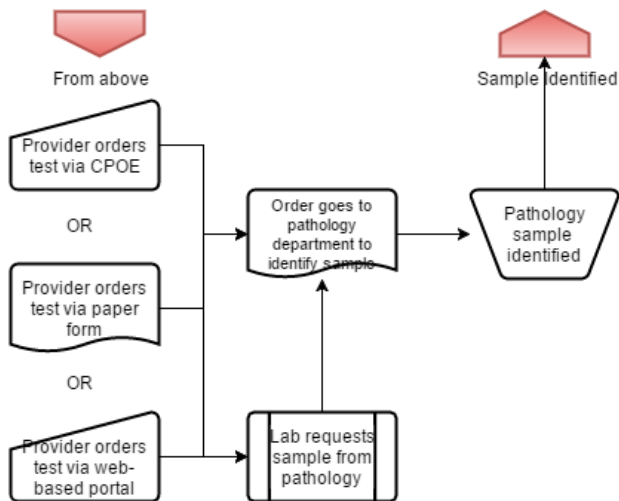 From above
Sample Identified
Provider orders
test via CPOE
OR
Order goes to
pathology
department to
identify sample
Pathology
sample
identified
Provider orders
test via paper
form
OR
Provider orders
test via web-
based portal
Lab requests
sample from
pathology